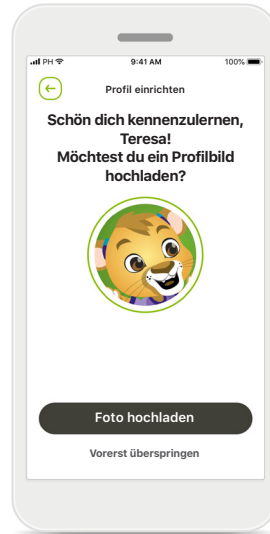 PH 9:41 AM 100%
Profil einrichten
Schön dich kennenzulernen,
Teresa!
Möchtest du ein Profilbild
hochladen?
Foto hochladen
Vorerst überspringen